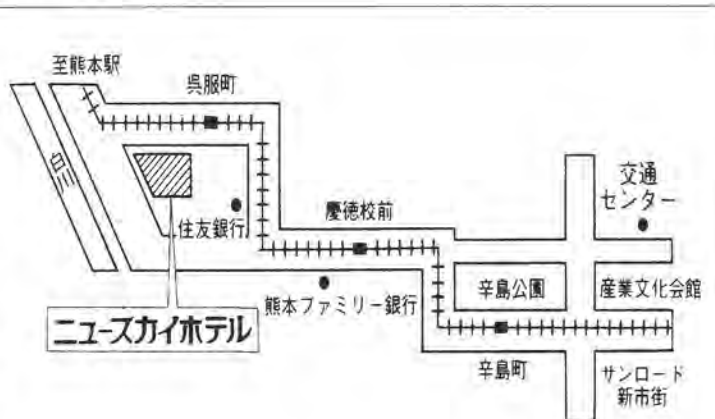 至熊本駅
呉服町
白川
交通
センター
慶徳校前
住友銀行
辛島公園
産業文化会館
熊本ファミリー銀行
ニュースカイホテル
辛島町
サンロード
新市街